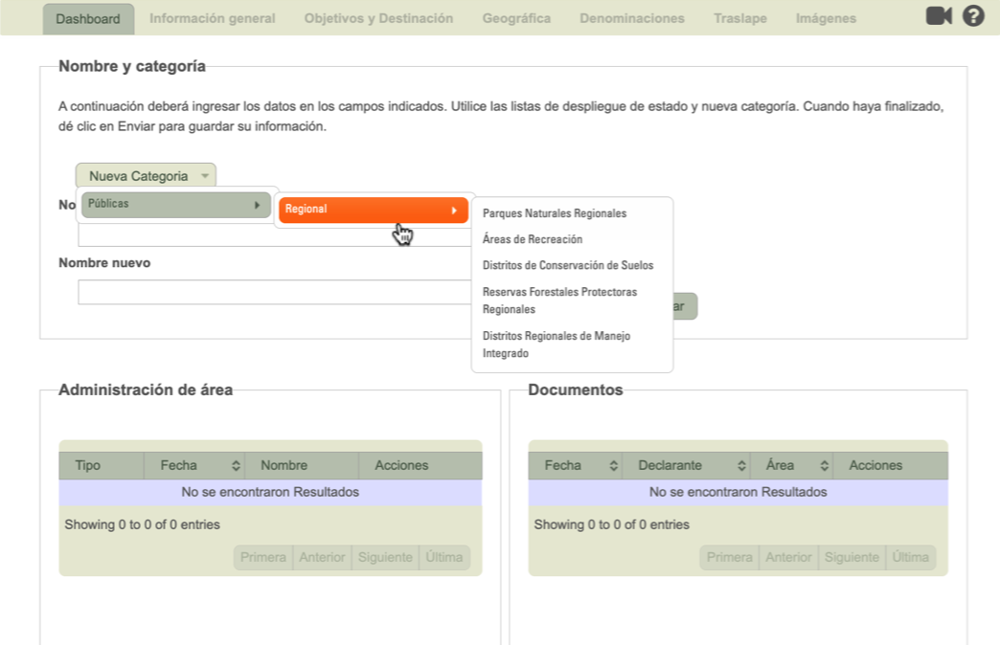 Dashboard Información general Objetivos y Destinación Geográfica Denominaciones Traslape Imágenes
Nombre y categoría
A continuación deberá ingresar los datos en los campos indicados. Utilice las listas de despliegue de estado y nueva categoría. Cuando haya finalizado,
dé clic en Enviar para guardar su información.
Nueva Categoria
No
Públicas
Regional
Parques Naturales Regionales
Áreas de Recreación
Distritos de Conservación de Suelos
Reservas Forestales Protectoras
Regionales
Distritos Regionales de Manejo
Integrado
Nombre nuevo
ar
Administración de área
Tipo Fecha Nombre Acciones
No se encontraron Resultados
Showing 0 to 0 of 0 entries
Primera Anterior Siguiente Última
Documentos
Fecha Declarante Área Acciones
No se encontraron Resultados
Showing 0 to 0 of 0 entries
Primera Anterior Siguiente Última